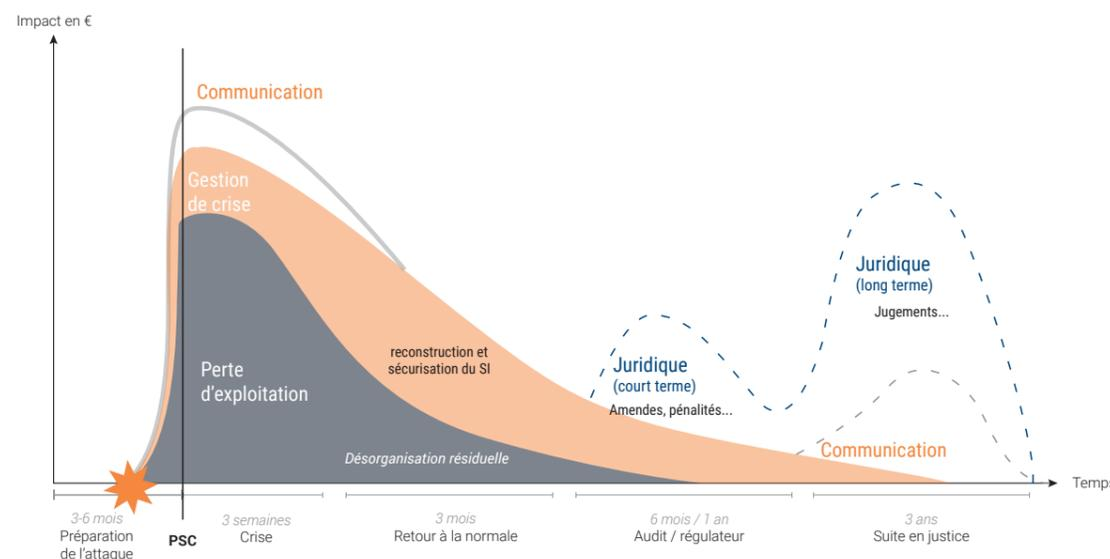 Impact en €
Communication
Gestion
de crise
Juridique
(long terme)
Jugements...
reconstruction et
sécurisation du SI
Juridique
(court terme)
Amendes, pénalités...
Perte
d'exploitation
Communication
Désorganisation résiduelle
Temps
3-6 mois
Préparation
de l'attaque
PSC
3 semaines
Crise
3 mois
Retour à la normale
6 mois / 1 an
Audit / régulateur
3 ans
Suite en justice